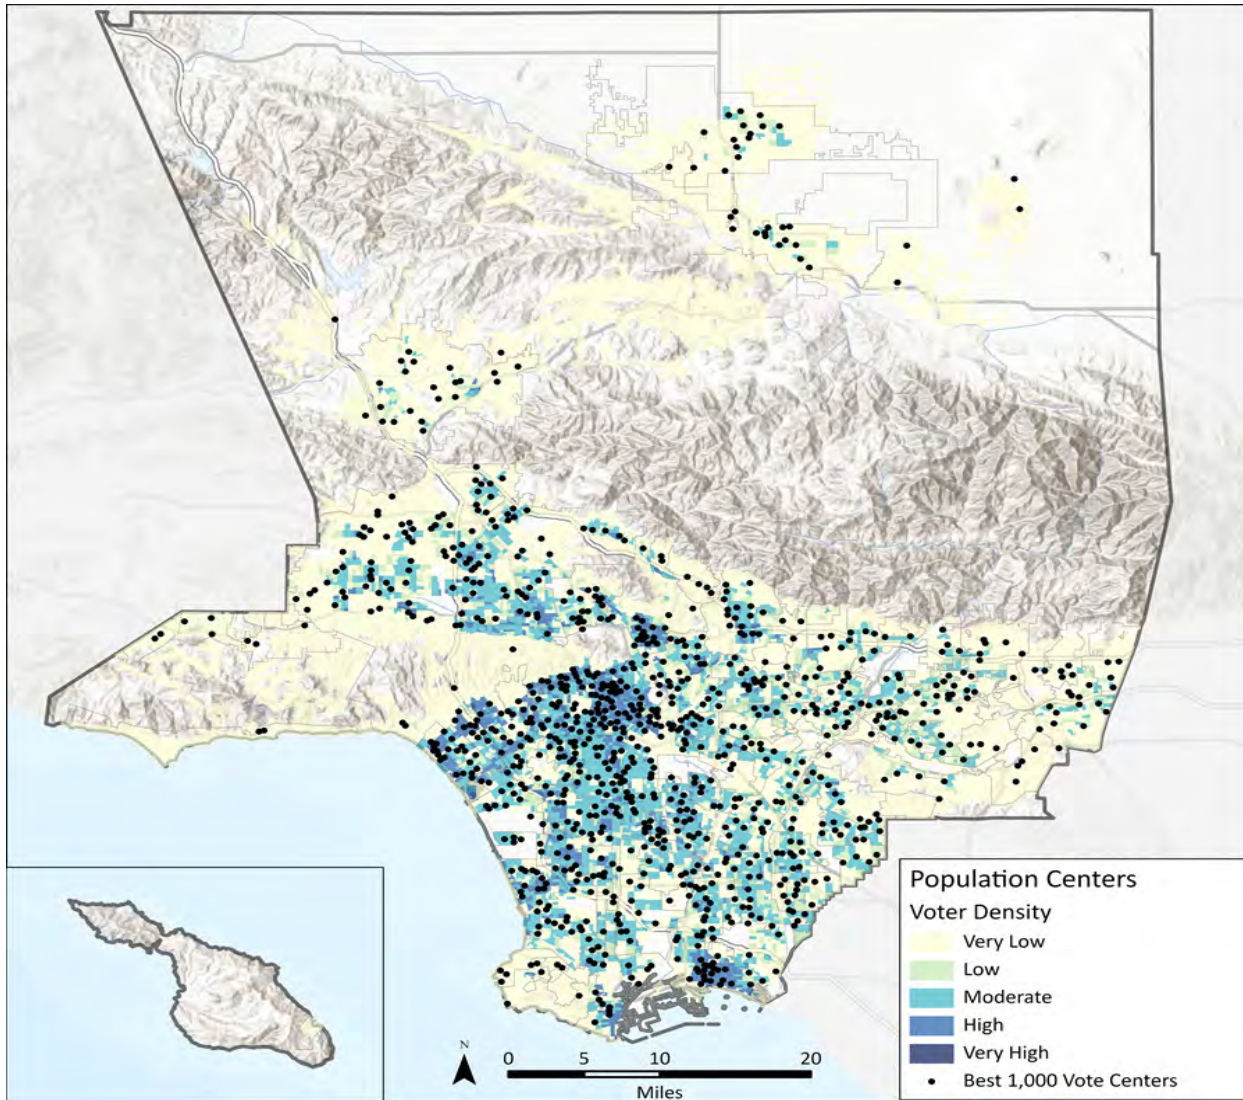 Population Centers
Voter Density
Very Low
Low
Moderate
High
Very High
Best 1,000 Vote Centers
N
0 5 10 20
Miles